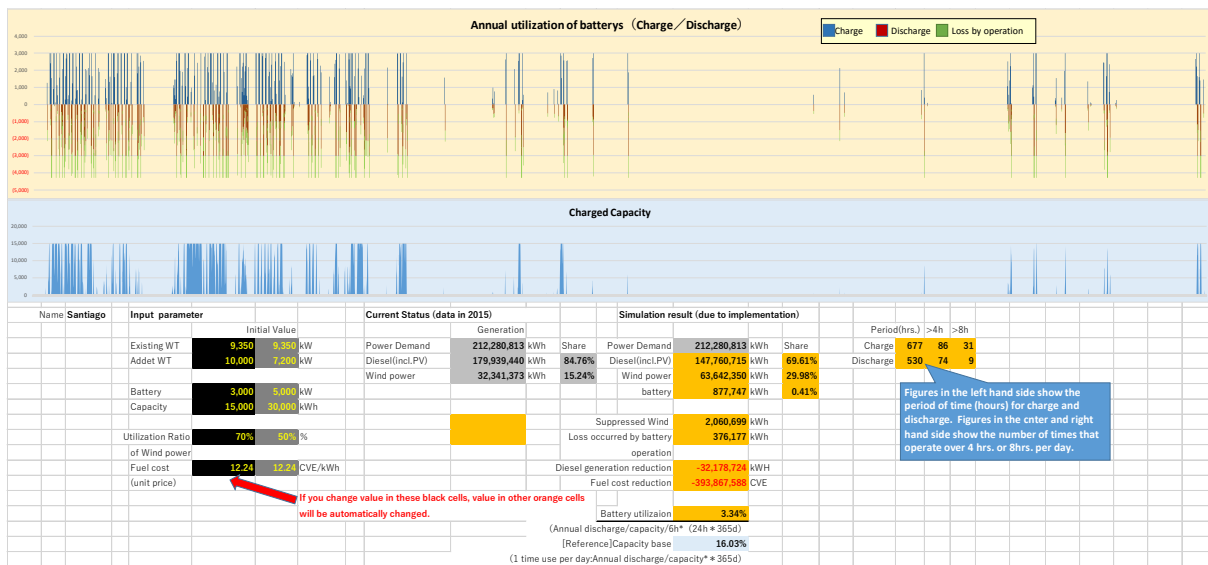 Annual utilization of batterys（Charge／Discharge）
Charge Discharge Loss by operation
4,000
3,000
2,000
1,000
0
(1,000)
(2,000)
(3,000)
(4,000)
(5,000)
Charged Capacity
20,000
15,000
10,000
5,000
0
Name Santiago Input parameter Current Status (data in 2015) Simulation result (due to implementation)
Initial Value Generation Period(hrs.) >4h >8h
Existing WT 9,350 9,350 kW Power Demand 212,280,813 kWh Share Power Demand 212,280,813 kWh Share Charge 677 86 31
Addet WT 10,000 7,200 kW Diesel(incl.PV) 179,939,440 kWh 84.76% Diesel(incl.PV) 147,760,715 kWh 69.61% Discharge 530 74 9
Wind power 32,341,373 kWh 15.24% Wind power 63,642,350 kWh 29.98%
Battery 3,000 5,000 kW battery 877,747 kWh 0.41%
Capacity 15,000 30,000 kWh
Suppressed Wind 2,060,699 kWh
Utilization Ratio 70% 50% % Loss occurred by battery 376,177 kWh
of Wind power operation
Fuel cost 12.24 12.24 CVE/kWh Diesel generation reduction -32,178,724 kWH
(unit price) Fuel cost reduction -393,867,588 CVE
If you change value in these black cells, value in other orange cells
will be automatically changed.
Battery utilizaion 3.34%
(Annual discharge/capacity/6h*（24h＊365d）
[Reference]Capacity base 16.03%
(1 time use per day:Annual discharge/capacity*＊365d)
Figures in the left hand side show the
period of time (hours) for charge and
discharge. Figures in the cnter and right
hand side show the number of times that
operate over 4 hrs. or 8hrs. per day.